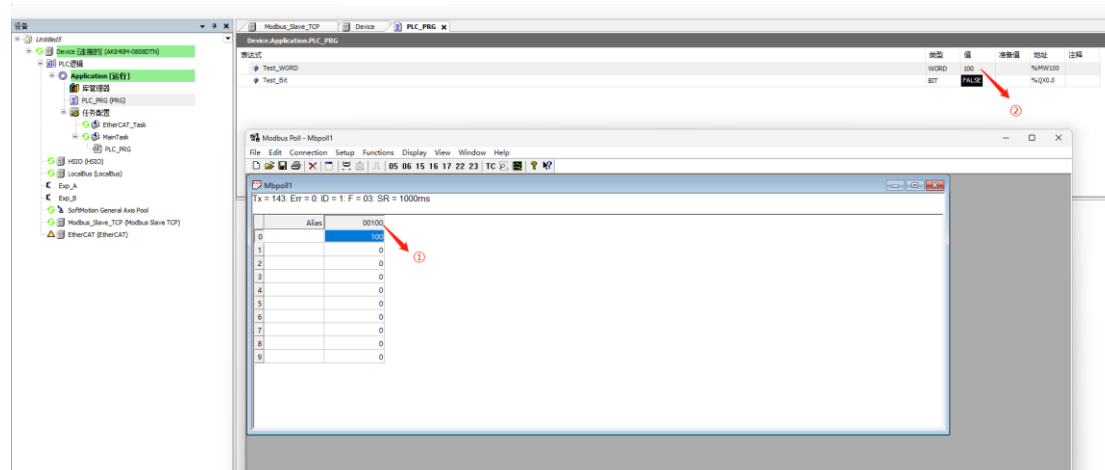 设备
Untitled5
Device [连接的] (AK840M-0808DTN)
PLC逻辑
Application [运行]
库管理器
PLC_PRG (PRG)
任务配置
EtherCAT_Task
MainTask
PLC_PRG
HSIO (HSIO)
LocalBus (LocalBus)
Exp_A
Exp_B
SoftMotion General Axis Pool
Modbus_Slave_TCP (Modbus Slave TCP)
EtherCAT (EtherCAT)
Modbus_Slave_TCP Device PLC_PRG X
Device.Application.PLC_PRG
表达式 类型 值 准备值 地址 注释
Test_WORD WORD 100 %MW100
Test_Bit BIT FALSE %QX0.0
②
Modbus Poll - Mbpoll1
File Edit Connection Setup Functions Display View Window Help
05 06 15 16 17 22 23 TC
Mbpoll1
Tx = 143: Err = 0: ID = 1: F = 03: SR = 1000ms
Alias 00100
0 100
1 0
2 0
3 0
4 0
5 0
6 0
7 0
8 0
9 0
①